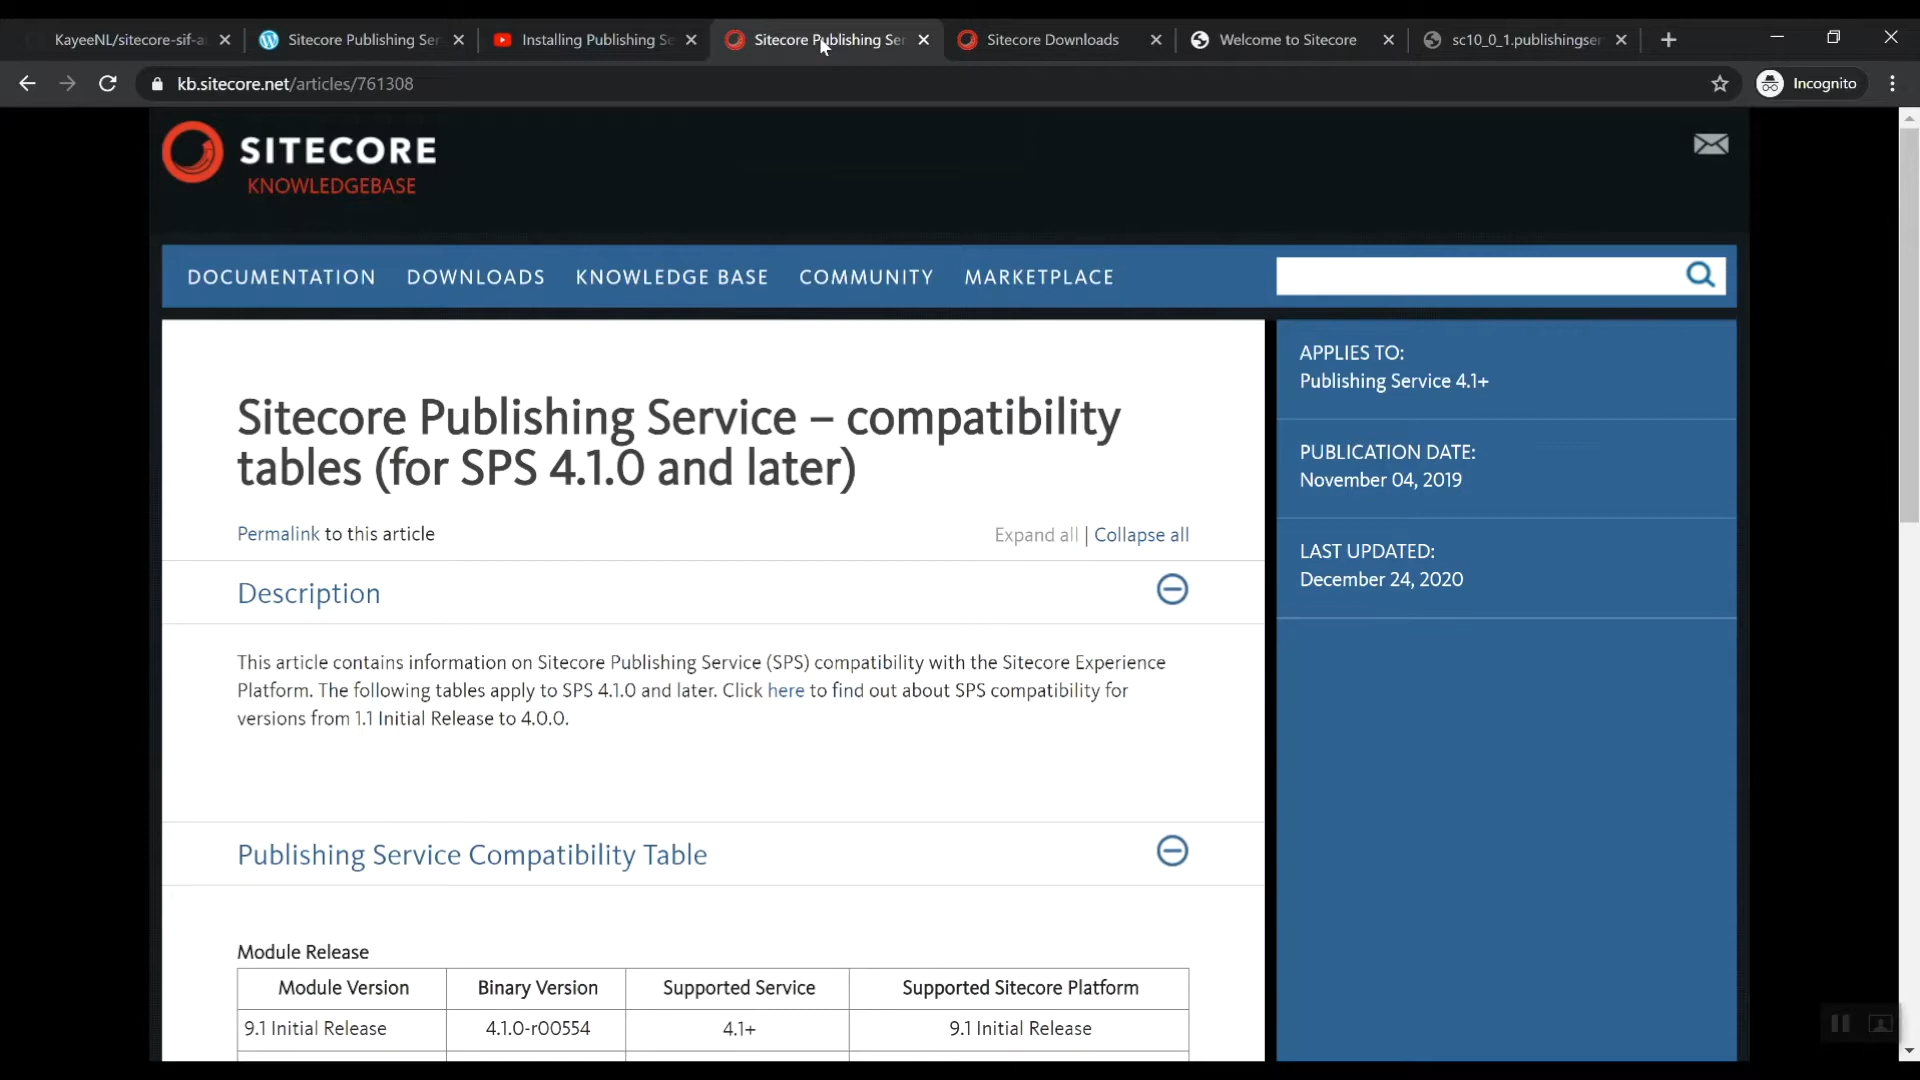 KayeeNL/sitecore-sif-a
Sitecore Publishing Ser
Installing Publishing Se
Sitecore Publishing Ser
Sitecore Downloads
Welcome to Sitecore
sc10_0_1.publishingser
kb.sitecore.net/articles/761308
Incognito
SITECORE
KNOWLEDGEBASE
DOCUMENTATION
DOWNLOADS
KNOWLEDGE BASE
COMMUNITY
MARKETPLACE
Sitecore Publishing Service – compatibility
tables (for SPS 4.1.0 and later)
Permalink to this article
Expand all | Collapse all
Description
This article contains information on Sitecore Publishing Service (SPS) compatibility with the Sitecore Experience
Platform. The following tables apply to SPS 4.1.0 and later. Click here to find out about SPS compatibility for
versions from 1.1 Initial Release to 4.0.0.
Publishing Service Compatibility Table
Module Release
Module Version
Binary Version
Supported Service
Supported Sitecore Platform
9.1 Initial Release
4.1.0-r00554
4.1+
9.1 Initial Release
APPLIES TO:
Publishing Service 4.1+
PUBLICATION DATE:
November 04, 2019
LAST UPDATED:
December 24, 2020